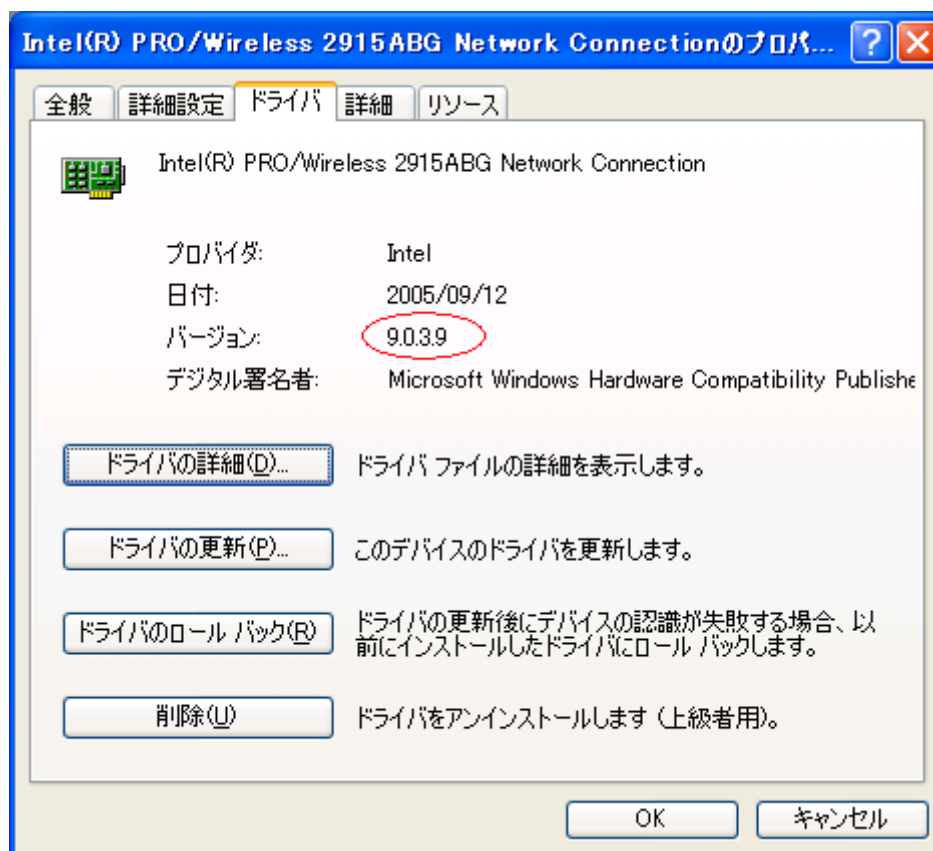 Intel(R) PRO/Wireless 2915ABG Network Connectionのプロパ...
全般 詳細設定 ドライバ 詳細 リソース
Intel(R) PRO/Wireless 2915ABG Network Connection
プロバイダ: Intel
日付: 2005/09/12
バージョン: 9.0.3.9
デジタル署名者: Microsoft Windows Hardware Compatibility Publishe
ドライバの詳細(D)... ドライバ ファイルの詳細を表示します。
ドライバの更新(P)... このデバイスのドライバを更新します。
ドライバのロール バック(R) ドライバの更新後にデバイスの認識が失敗する場合、以
前にインストールしたドライバにロール バックします。
削除(U) ドライバをアンインストールします (上級者用)。
OK キャンセル